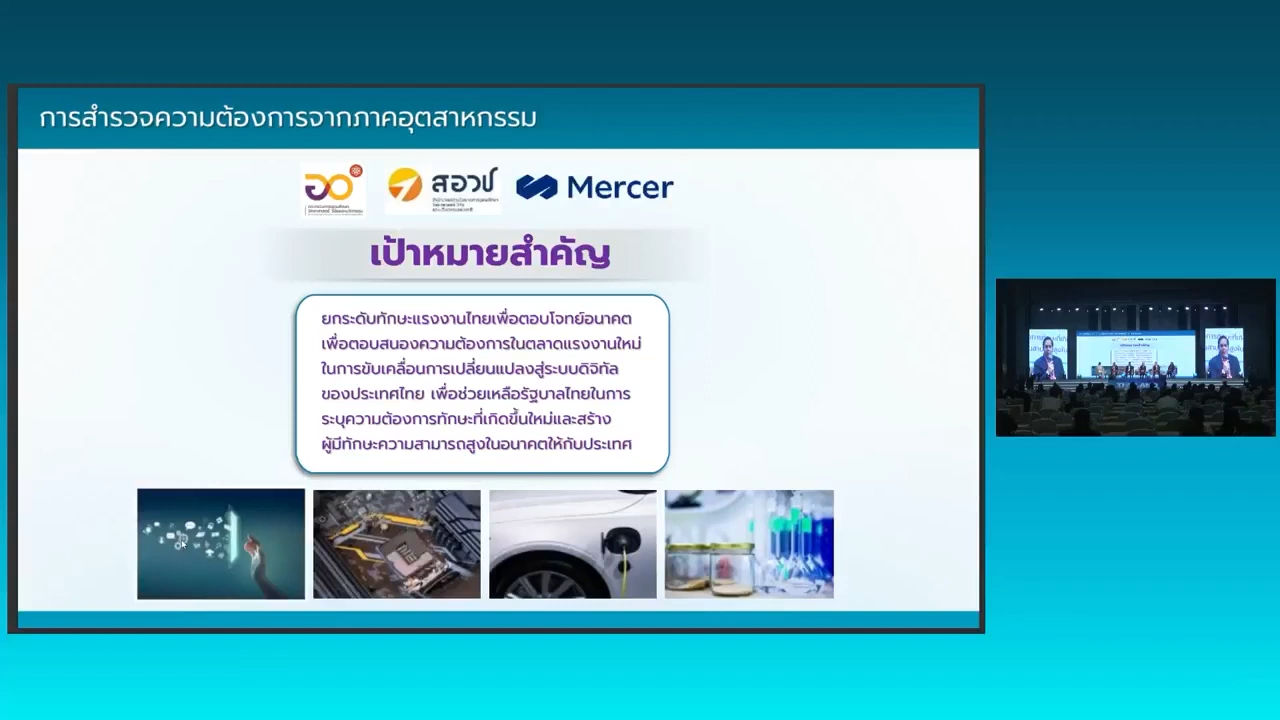 การสำรวจความต้องการจากภาคอุตสาหกรรม
สอวช
Mercer
เป้าหมายสำคัญ
ยกระดับทักษะแรงงานไทยเพื่อตอบโจทย์อนาคต
เพื่อตอบสนองความต้องการในตลาดแรงงานใหม่
ในการขับเคลื่อนการเปลี่ยนแปลงสู่ระบบดิจิทัล
ของประเทศไทย เพื่อช่วยเหลือรัฐบาลไทยในการ
ระบุความต้องการทักษะที่เกิดขึ้นใหม่และสร้าง
ผู้มีทักษะความสามารถสูงในอนาคตให้กับประเทศ